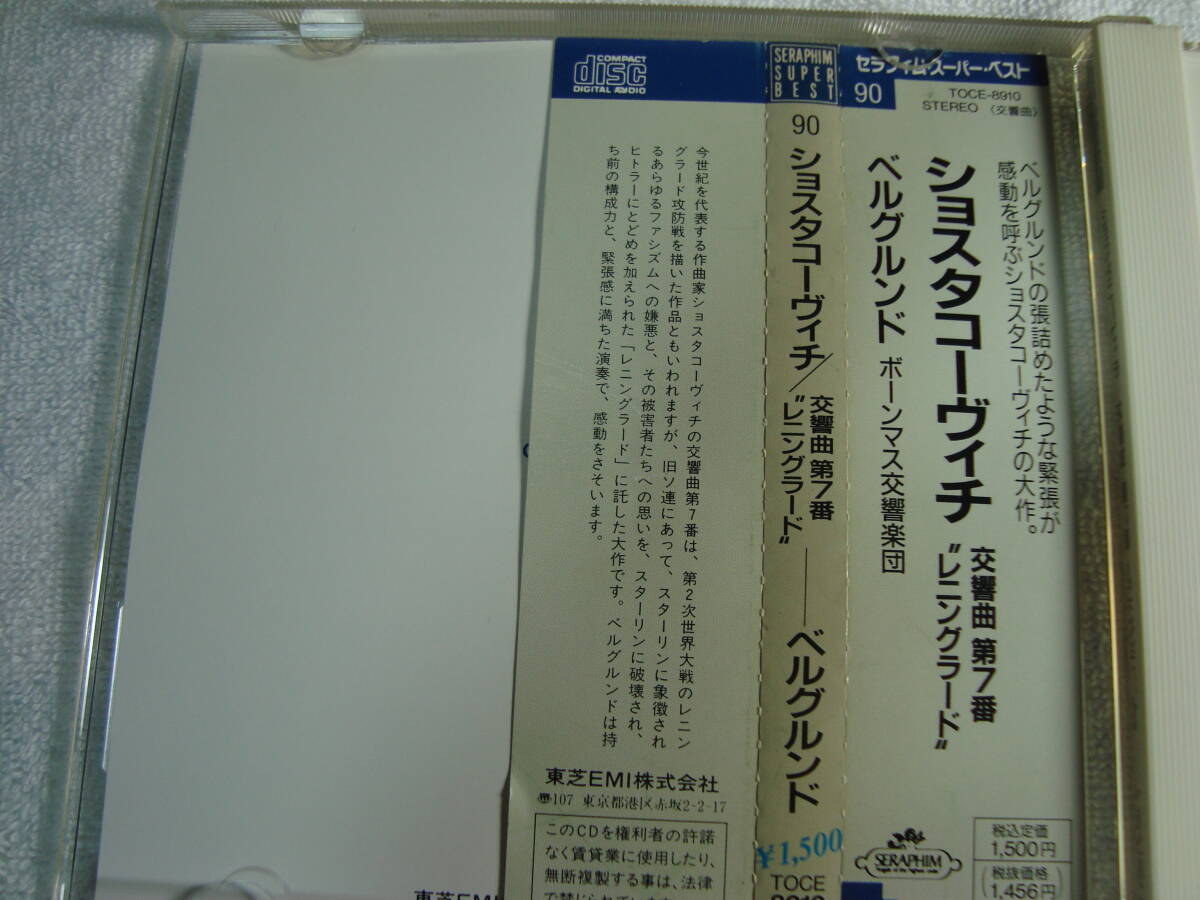 セラフィム・スーパー・ベスト
90
TOCE-8910
STEREO 〈交響曲〉
ベルグルンドの張詰めたような緊張が
感動を呼ぶショスタコーヴィチの大作。
ショスタコーヴィチ
交響曲 第7番
"レニングラード"
ベルグルンド ボーンマス交響楽団
SERAPHIM
税込定価
1,500円
税抜価格
1,456円
SERAPHIM
SUPER
BEST
90
ショスタコーヴィチ/交響曲 第7番
"レニングラード"
ベルグルンド
¥1,500
TOCE
8910
COMPACT
disc
DIGITAL AUDIO
今世紀を代表する作曲家ショスタコーヴィチの交響曲第7番は、第2次世界大戦のレニン
グラード攻防戦を描いた作品ともいわれますが、旧ソ連にあって、スターリンに象徴され
るあらゆるファシズムへの嫌悪と、その被害者たちへの思いを、スターリンに破壊され、
ヒトラーにとどめを加えられた「レニングラード」に託した大作です。ベルグルンドは持
ち前の構成力と、緊張感に満ちた演奏で、感動をさそいます。
東芝EMI株式会社
〠107 東京都港区赤坂2-2-17
このCDを権利者の許諾
なく賃貸業に使用したり、
無断複製する事は、法律
で禁じられています
東芝EMI